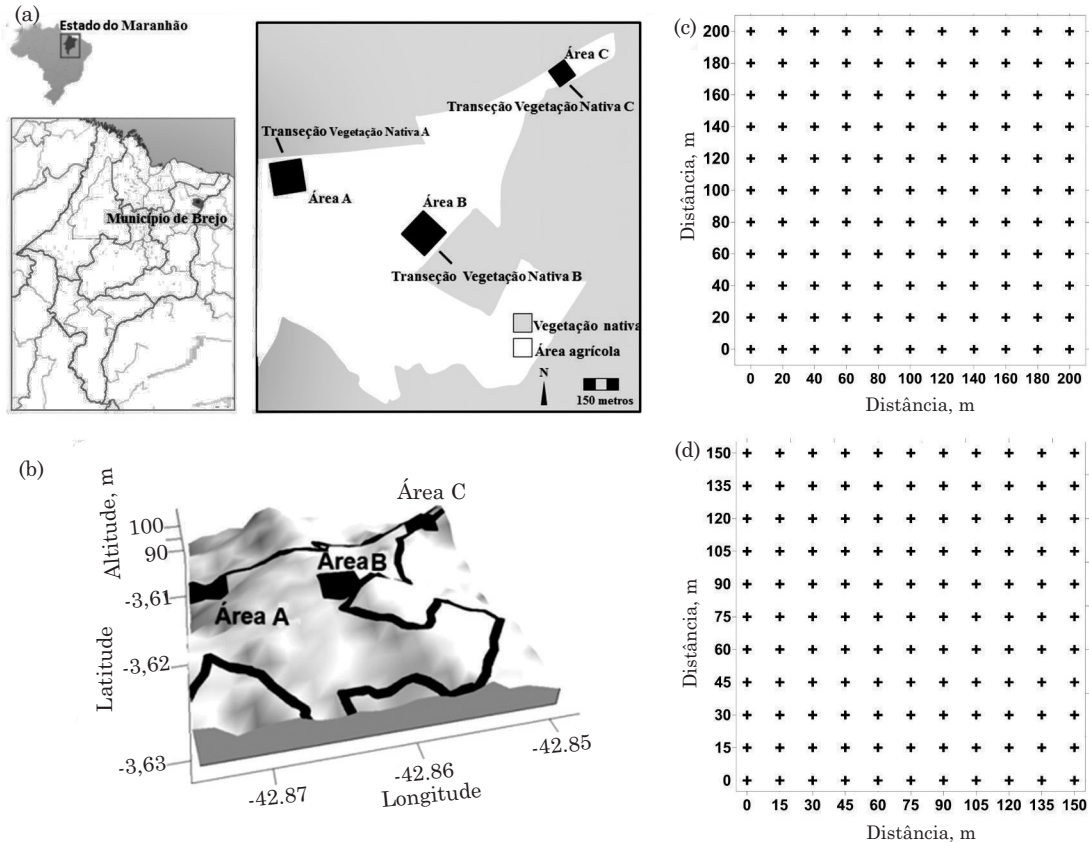 (a)
Estado do Maranhão
Município de Brejo
Área C
Transeção Vegetação Nativa C
Transeção Vegetação Nativa A
Área A
Área B
Transeção Vegetação Nativa B
Vegetação nativa
Área agrícola
N
150 metros
(b)
Altitude, m
100
90
-3,61
Latitude
-3,62
-3,63
-42.87
-42.86
-42.85
Longitude
Área C
Área B
Área A
(c)
Distância, m
200
180
160
140
120
100
80
60
40
20
0
0 20 40 60 80 100 120 140 160 180 200
Distância, m
(d)
Distância, m
150
135
120
105
90
75
60
45
30
15
0
0 15 30 45 60 75 90 105 120 135 150
Distância, m